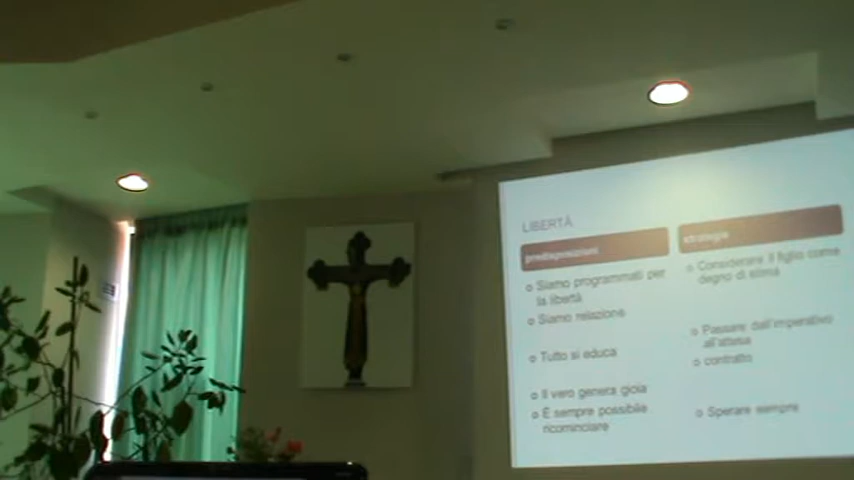 LIBERTÀ
predisposizioni
Siamo programmati per
la libertà
Siamo relazione
Tutto si educa
Il vero genera gioia
È sempre possibile
ricominciare
strategie
Considerare il figlio come
degno di stima
Passare dall'imperativo
all'attesa
contratto
Sperare sempre